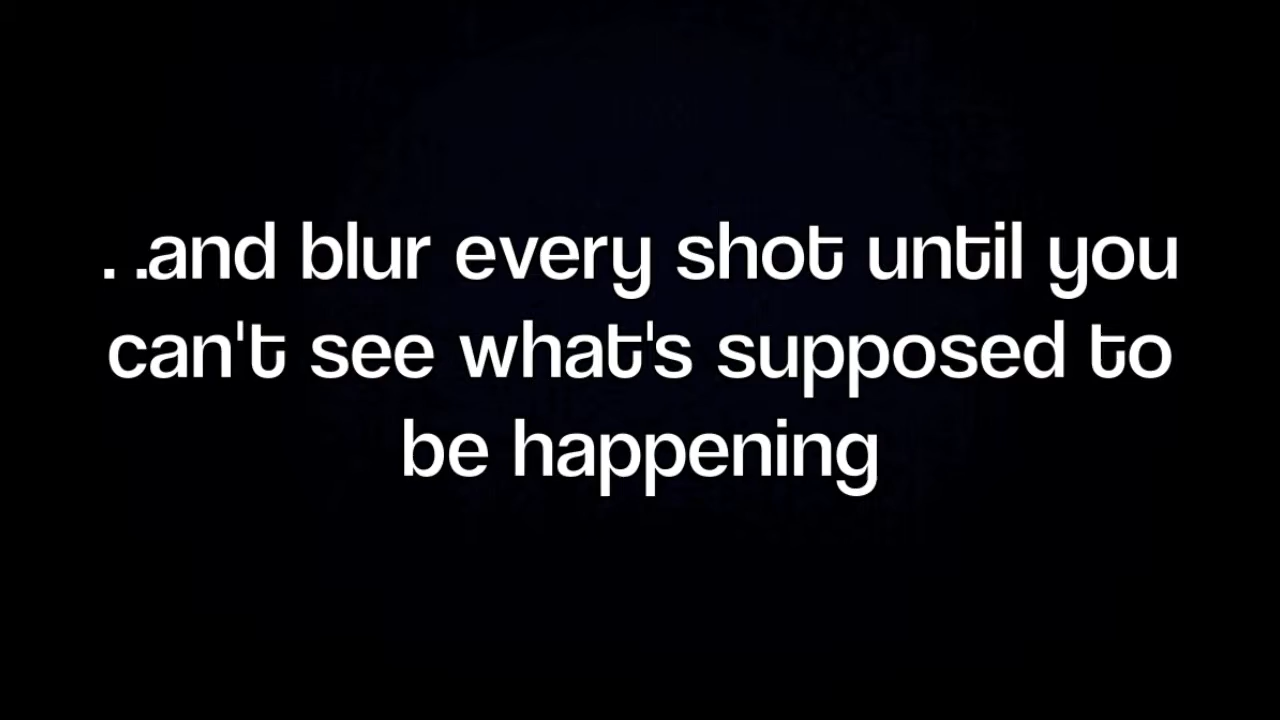 . .and blur every shot until you
can't see what's supposed to
be happening